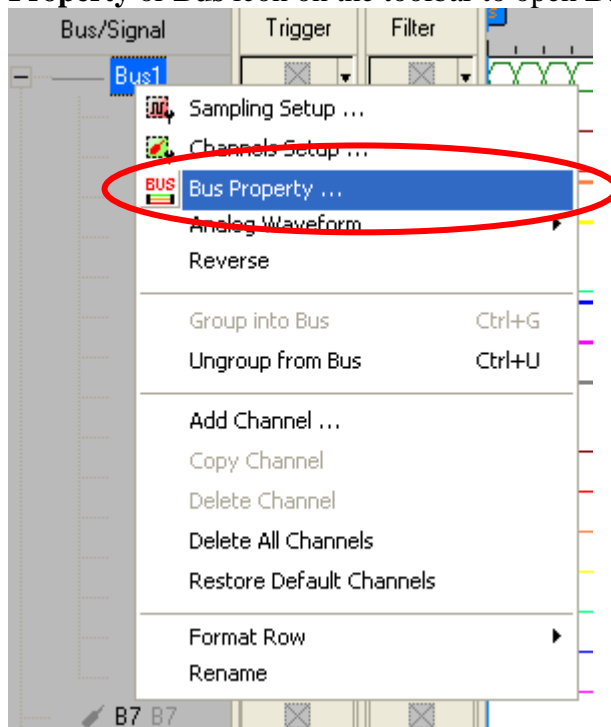 Property or Bus icon on the toolbar to open B
Bus/Signal Trigger Filter
Bus1
Sampling Setup ...
Channels Setup ...
BUS Bus Property ...
Analog Waveform
Reverse
Group into Bus Ctrl+G
Ungroup from Bus Ctrl+U
Add Channel ...
Copy Channel
Delete Channel
Delete All Channels
Restore Default Channels
Format Row
Rename
B7 B7